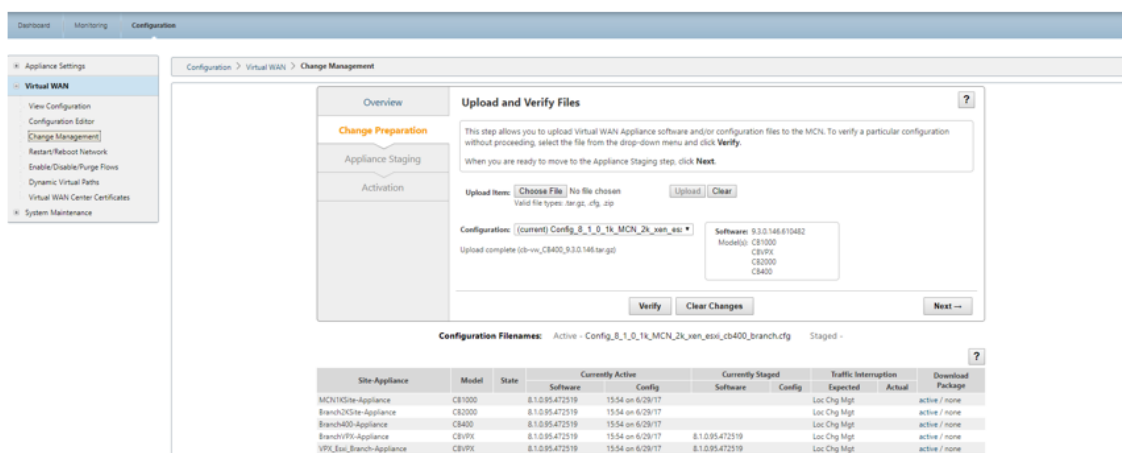 Dashboard Monitoring Configuration
Appliance Settings
Virtual WAN
View Configuration
Configuration Editor
Change Management
Restart/Reboot Network
Enable/Disable/Purge Flows
Dynamic Virtual Paths
Virtual WAN Center Certificates
System Maintenance
Configuration > Virtual WAN > Change Management
Overview
Change Preparation
Appliance Staging
Activation
Upload and Verify Files
?
This step allows you to upload Virtual WAN Appliance software and/or configuration files to the MCN. To verify a particular configuration
without proceeding, select the file from the drop-down menu and click Verify.
When you are ready to move to the Appliance Staging step, click Next.
Upload Item: Choose File No file chosen Upload Clear
Valid file types: .tar.gz, .cfg, .zip
Configuration: (current) Config_8_1_0_1k_MCN_2k_xen_es
Upload complete (cb-vw_CB400_9.3.0.146.tar.gz)
Software: 9.3.0.146.610482
Model(s): CB1000
CBVPX
CB2000
CB400
Verify Clear Changes Next →
Configuration Filenames: Active - Config_8_1_0_1k_MCN_2k_xen_esxi_cb400_branch.cfg Staged -
?
Site-Appliance Model State Currently Active Currently Staged Traffic Interruption Download Package
Software Config Software Config Expected Actual
MCN1KSite-Appliance CB1000 8.1.0.95.472519 15:54 on 6/29/17 Loc Chg Mgt active / none
Branch2KSite-Appliance CB2000 8.1.0.95.472519 15:54 on 6/29/17 Loc Chg Mgt active / none
Branch400-Appliance CB400 8.1.0.95.472519 15:54 on 6/29/17 Loc Chg Mgt active / none
BranchVPX-Appliance CBVPX 8.1.0.95.472519 15:54 on 6/29/17 8.1.0.95.472519 Loc Chg Mgt active / none
VPX_Esxi_Branch-Appliance CBVPX 8.1.0.95.472519 15:54 on 6/29/17 8.1.0.95.472519 Loc Chg Mgt active / none